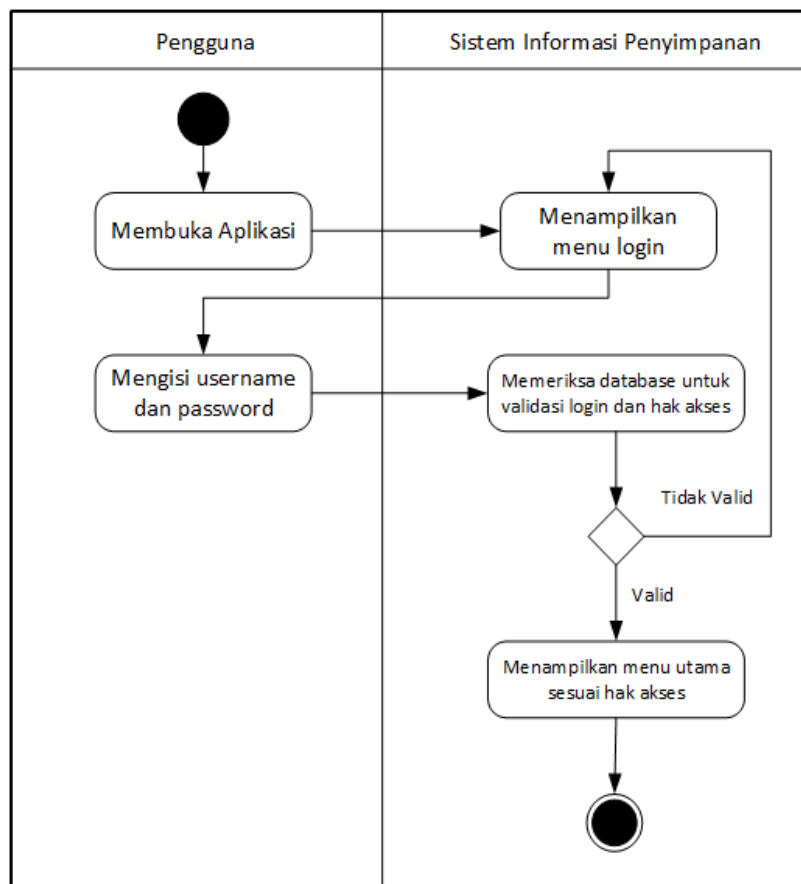 Pengguna
Sistem Informasi Penyimpanan
Membuka Aplikasi
Menampilkan
menu login
Mengisi username
dan password
Memeriksa database untuk
validasi login dan hak akses
Tidak Valid
Valid
Menampilkan menu utama
sesuai hak akses